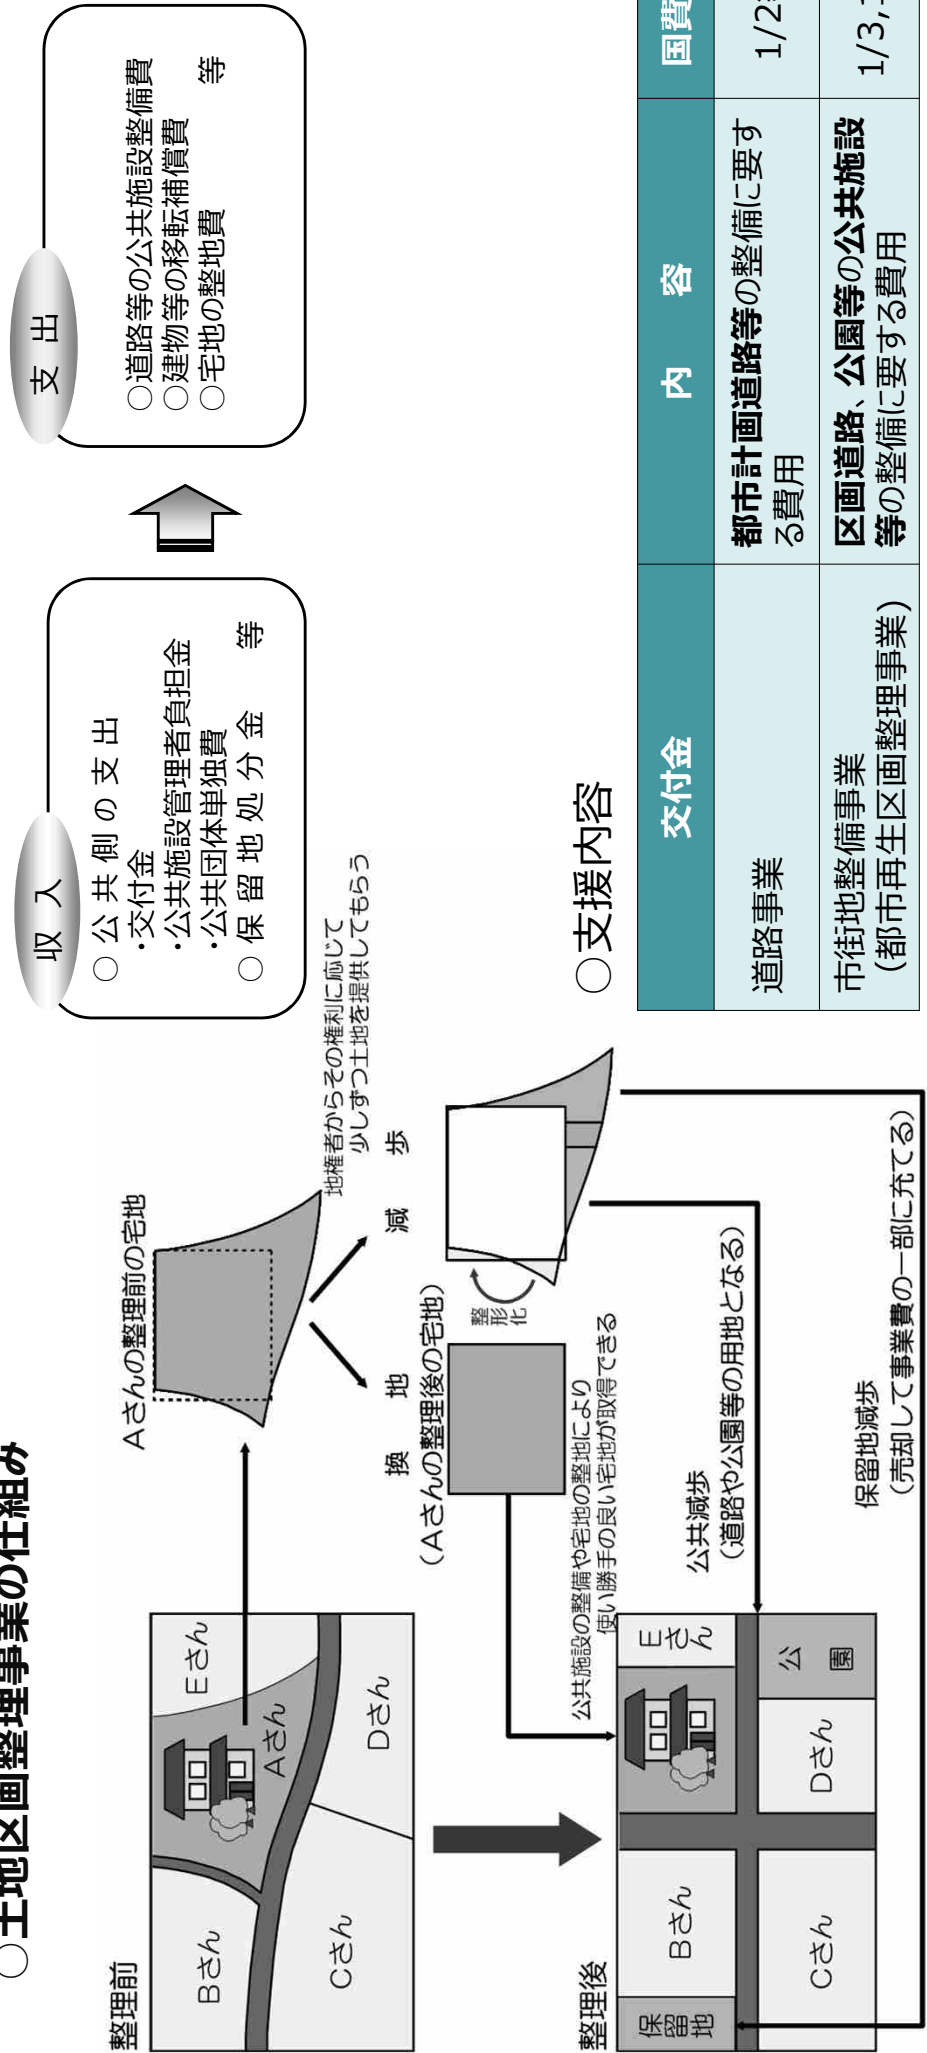 ○土地区画整理事業の仕組み
整理前
Bさん
Cさん
Aさん
Eさん
Dさん
Aさんの整理前の宅地
地権者からその権利に応じて
少しずつ土地を提供してもらう
換 地
(Aさんの整理後の宅地)
減 歩
整形化
公共施設の整備や宅地の整地により
使い勝手の良い宅地が取得できる
公共減歩
(道路や公園等の用地となる)
保留地減歩
(売却して事業費の一部に充てる)
整理後
保留地
Bさん
Eさん
Cさん
Dさん
公園
収 入
○ 公 共 側 の 支 出
・交付金
・公共施設管理者負担金
・公共団体単独費
○ 保 留 地 処 分 金 等
支 出
○道路等の公共施設整備費
○建物等の移転補償費
○宅地の整地費 等
○支援内容
交付金 内 容 国費
道路事業 都市計画道路等の整備に要す
る費用 1/2
市街地整備事業
(都市再生区画整理事業) 区画道路、公園等の公共施設
等の整備に要する費用 1/3,